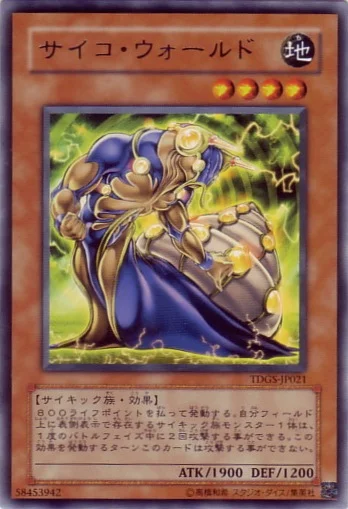 サイコ・ウォールド
地
TDGS-JP021
【サイキック族・効果】
８００ライフポイントを払って発動する。自分フィールド
上に表側表示で存在するサイキック族モンスター１体は、
１度のバトルフェイズ中に２回攻撃する事ができる。この
効果を発動するターンこのカードは攻撃する事ができない。
ATK/1900 DEF/1200
58453942
©高橋和希 スタジオ・ダイス/集英社